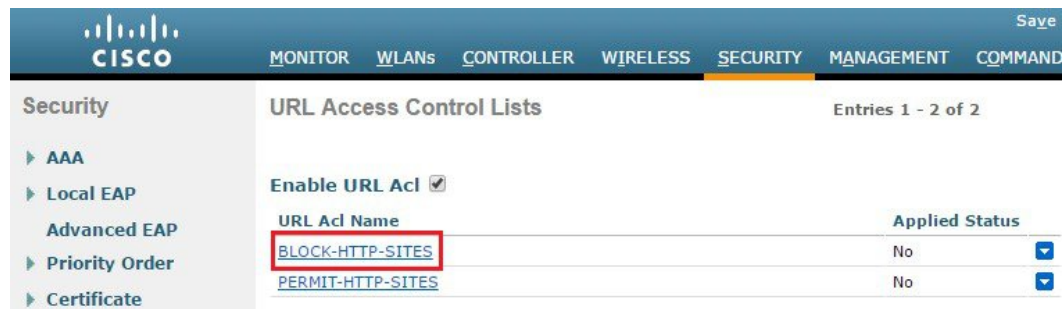 Save
CISCO
MONITOR WLANs CONTROLLER WIRELESS SECURITY MANAGEMENT COMMAND
Security
URL Access Control Lists
Entries 1 - 2 of 2
AAA
Local EAP
Advanced EAP
Priority Order
Certificate
Enable URL Acl
URL Acl Name Applied Status
BLOCK-HTTP-SITES No
PERMIT-HTTP-SITES No